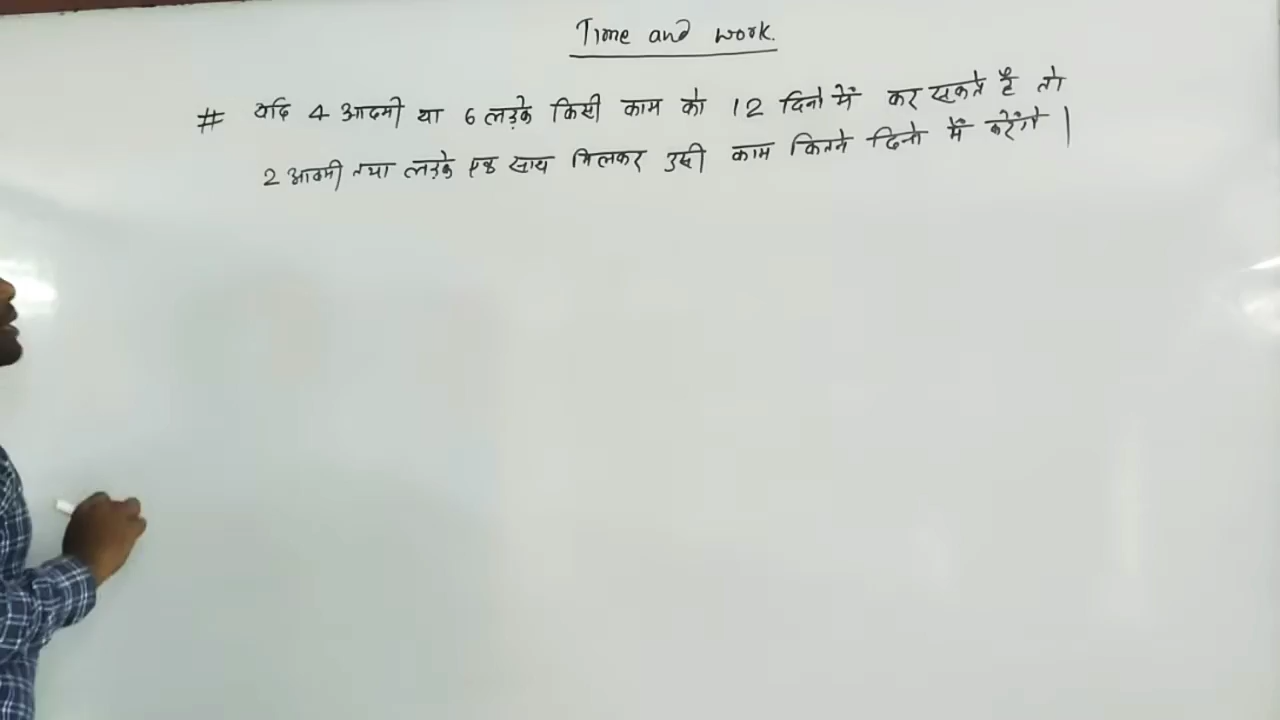 Time and work.
# यदि 4 आदमी या 6 लड़के किसी काम को 12 दिनो में कर सकते हैं तो
2 आदमी तथा लड़के एक साथ मिलकर उसी काम कितने दिनो में करेंगे |